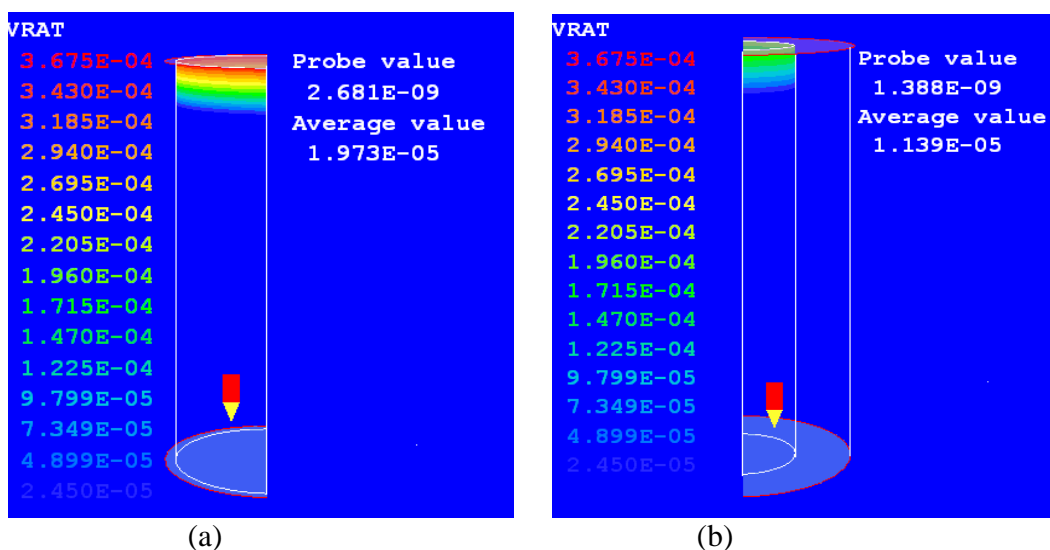 VRAT
3.675E-04
3.430E-04
3.185E-04
2.940E-04
2.695E-04
2.450E-04
2.205E-04
1.960E-04
1.715E-04
1.470E-04
1.225E-04
9.799E-05
7.349E-05
4.899E-05
2.450E-05
Probe value
2.681E-09
Average value
1.973E-05
(a)
VRAT
3.675E-04
3.430E-04
3.185E-04
2.940E-04
2.695E-04
2.450E-04
2.205E-04
1.960E-04
1.715E-04
1.470E-04
1.225E-04
9.799E-05
7.349E-05
4.899E-05
2.450E-05
Probe value
1.388E-09
Average value
1.139E-05
(b)